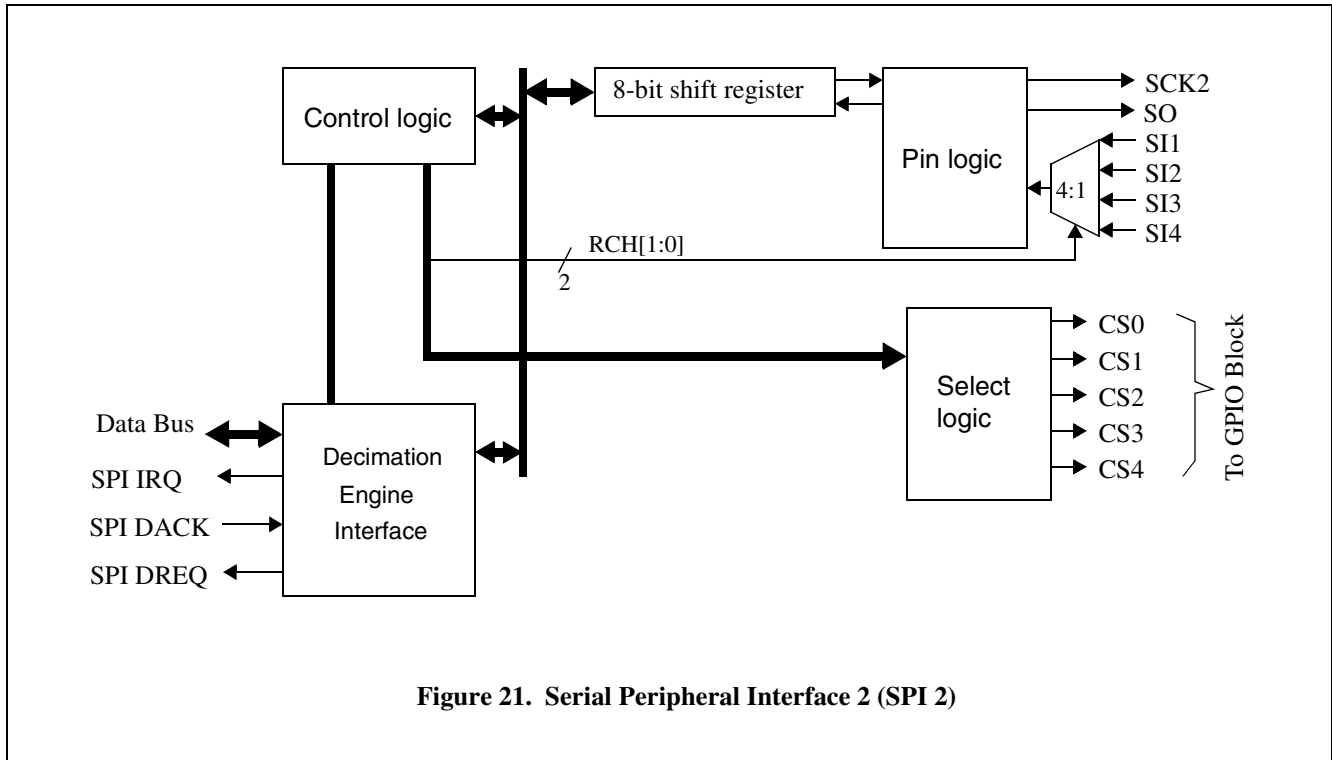 Control logic
8-bit shift register
Pin logic
4:1
SCK2
SO
SI1
SI2
SI3
SI4
RCH[1:0]
2
Select
logic
CS0
CS1
CS2
CS3
CS4
To GPIO Block
Data Bus
SPI IRQ
SPI DACK
SPI DREQ
Decimation
Engine
Interface
Figure 21. Serial Peripheral Interface 2 (SPI 2)